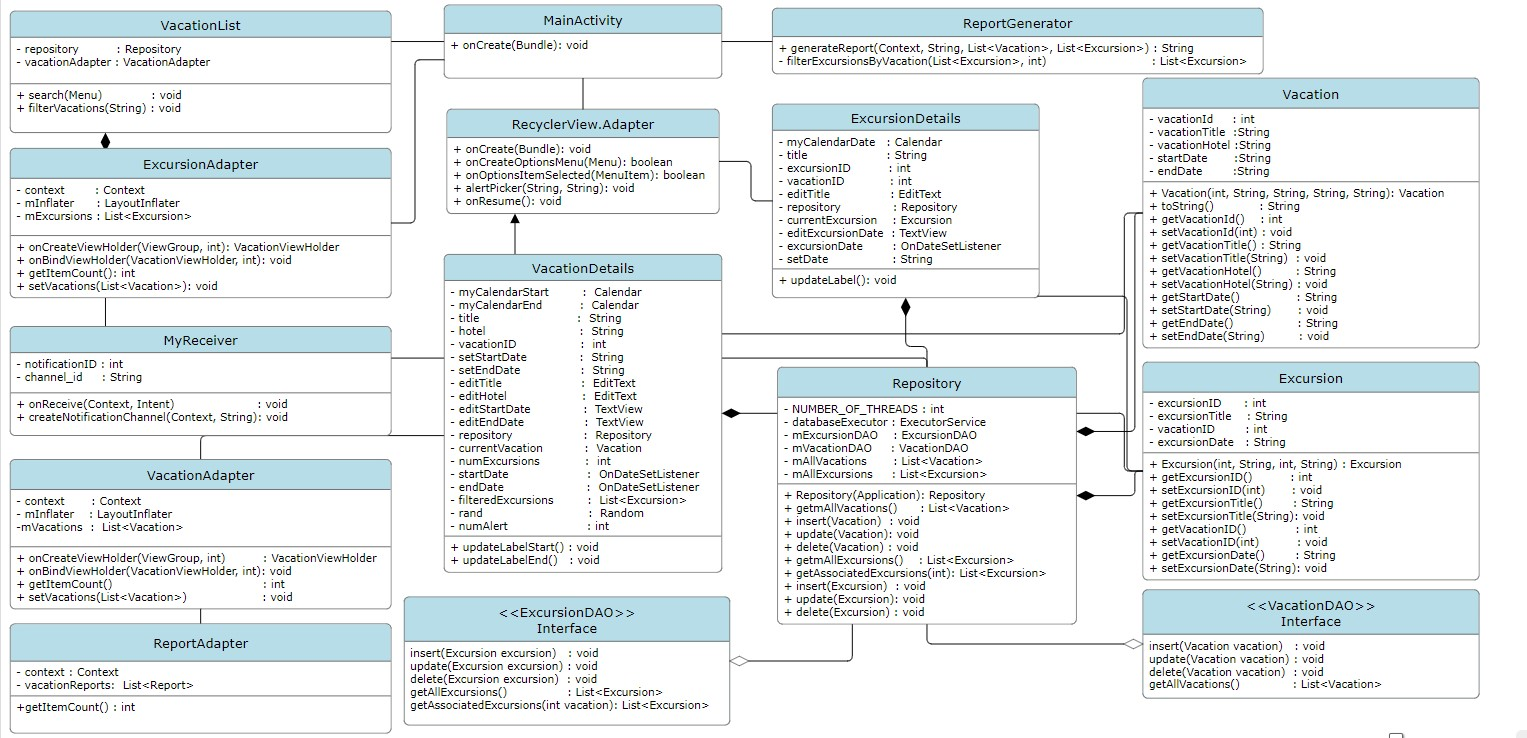 VacationList
- repository : Repository
- vacationAdapter : VacationAdapter
+ search(Menu) : void
+ filterVacations(String) : void
MainActivity
+ onCreate(Bundle): void
ReportGenerator
+ generateReport(Context, String, List<Vacation>, List<Excursion>) : String
- filterExcursionsByVacation(List<Excursion>, int) : List<Excursion>
ExcursionAdapter
- context : Context
- mInflater : LayoutInflater
- mExcursions : List<Excursion>
+ onCreateViewHolder(ViewGroup, int): VacationViewHolder
+ onBindViewHolder(VacationViewHolder, int): void
+ getItemCount(): int
+ setVacations(List<Vacation>): void
RecyclerView.Adapter
+ onCreate(Bundle): void
+ onCreateOptionsMenu(Menu): boolean
+ onOptionsItemSelected(MenuItem): boolean
+ alertPicker(String, String): void
+ onResume(): void
ExcursionDetails
- myCalendarDate : Calendar
- title : String
- excursionID : int
- vacationID : int
- editTitle : EditText
- repository : Repository
- currentExcursion : Excursion
- editExcursionDate : TextView
- excursionDate : OnDateSetListener
- setDate : String
+ updateLabel(): void
Vacation
- vacationId : int
- vacationTitle :String
- vacationHotel :String
- startDate :String
- endDate :String
+ Vacation(int, String, String, String, String): Vacation
+ toString() : String
+ getVacationId() : int
+ setVacationId(int) : void
+ getVacationTitle() : String
+ setVacationTitle(String) : void
+ getVacationHotel() : String
+ setVacationHotel(String) : void
+ getStartDate() : String
+ setStartDate(String) : void
+ getEndDate() : String
+ setEndDate(String) : void
MyReceiver
- notificationID : int
- channel_id : String
+ onReceive(Context, Intent) : void
+ createNotificationChannel(Context, String): void
VacationDetails
- myCalendarStart : Calendar
- myCalendarEnd : Calendar
- title : String
- hotel : String
- vacationID : int
- setStartDate : String
- setEndDate : String
- editTitle : EditText
- editHotel : EditText
- editStartDate : TextView
- editEndDate : TextView
- repository : Repository
- currentVacation : Vacation
- numExcursions : int
- startDate : OnDateSetListener
- endDate : OnDateSetListener
- filteredExcursions : List<Excursion>
- rand : Random
- numAlert : int
+ updateLabelStart() : void
+ updateLabelEnd() : void
Repository
- NUMBER_OF_THREADS : int
- databaseExecutor : ExecutorService
- mExcursionDAO : ExcursionDAO
- mVacationDAO : VacationDAO
- mAllVacations : List<Vacation>
- mAllExcursions : List<Excursion>
+ Repository(Application): Repository
+ getmAllVacations() : List<Vacation>
+ insert(Vacation) : void
+ update(Vacation): void
+ delete(Vacation) : void
+ getmAllExcursions() : List<Excursion>
+ getAssociatedExcursions(int): List<Excursion>
+ insert(Excursion) : void
+ update(Excursion): void
+ delete(Excursion) : void
Excursion
- excursionID : int
- excursionTitle : String
- vacationID : int
- excursionDate : String
+ Excursion(int, String, int, String) : Excursion
+ getExcursionID() : int
+ setExcursionID(int) : void
+ getExcursionTitle() : String
+ setExcursionTitle(String): void
+ getVacationID() : int
+ setVacationID(int) : void
+ getExcursionDate() : String
+ setExcursionDate(String): void
VacationAdapter
- context : Context
- mInflater : LayoutInflater
-mVacations : List<Vacation>
+ onCreateViewHolder(ViewGroup, int) : VacationViewHolder
+ onBindViewHolder(VacationViewHolder, int): void
+ getItemCount() : int
+ setVacations(List<Vacation>) : void
ReportAdapter
- context : Context
- vacationReports: List<Report>
+getItemCount() : int
<<ExcursionDAO>>
Interface
insert(Excursion excursion) : void
update(Excursion excursion) : void
delete(Excursion excursion) : void
getAllExcursions() : List<Excursion>
getAssociatedExcursions(int vacation): List<Excursion>
<<VacationDAO>>
Interface
insert(Vacation vacation) : void
update(Vacation vacation) : void
delete(Vacation vacation) : void
getAllVacations() : List<Vacation>